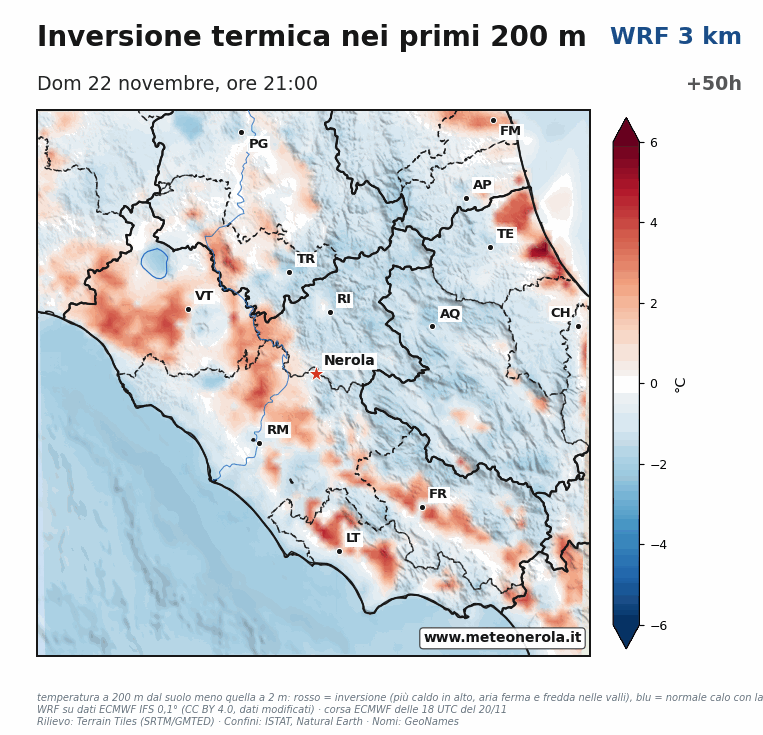 Inversione termica nei primi 200 m
WRF 3 km
Dom 22 novembre, ore 21:00
+50h
FM
PG
AP
TE
TR
VT
RI
AQ
CH
Nerola
RM
FR
LT
www.meteonerola.it
6
4
2
0
−2
−4
−6
°C
temperatura a 200 m dal suolo meno quella a 2 m: rosso = inversione (più caldo in alto, aria ferma e fredda nelle valli), blu = normale calo con la
WRF su dati ECMWF IFS 0,1° (CC BY 4.0, dati modificati) · corsa ECMWF delle 18 UTC del 20/11
Rilievo: Terrain Tiles (SRTM/GMTED) · Confini: ISTAT, Natural Earth · Nomi: GeoNames